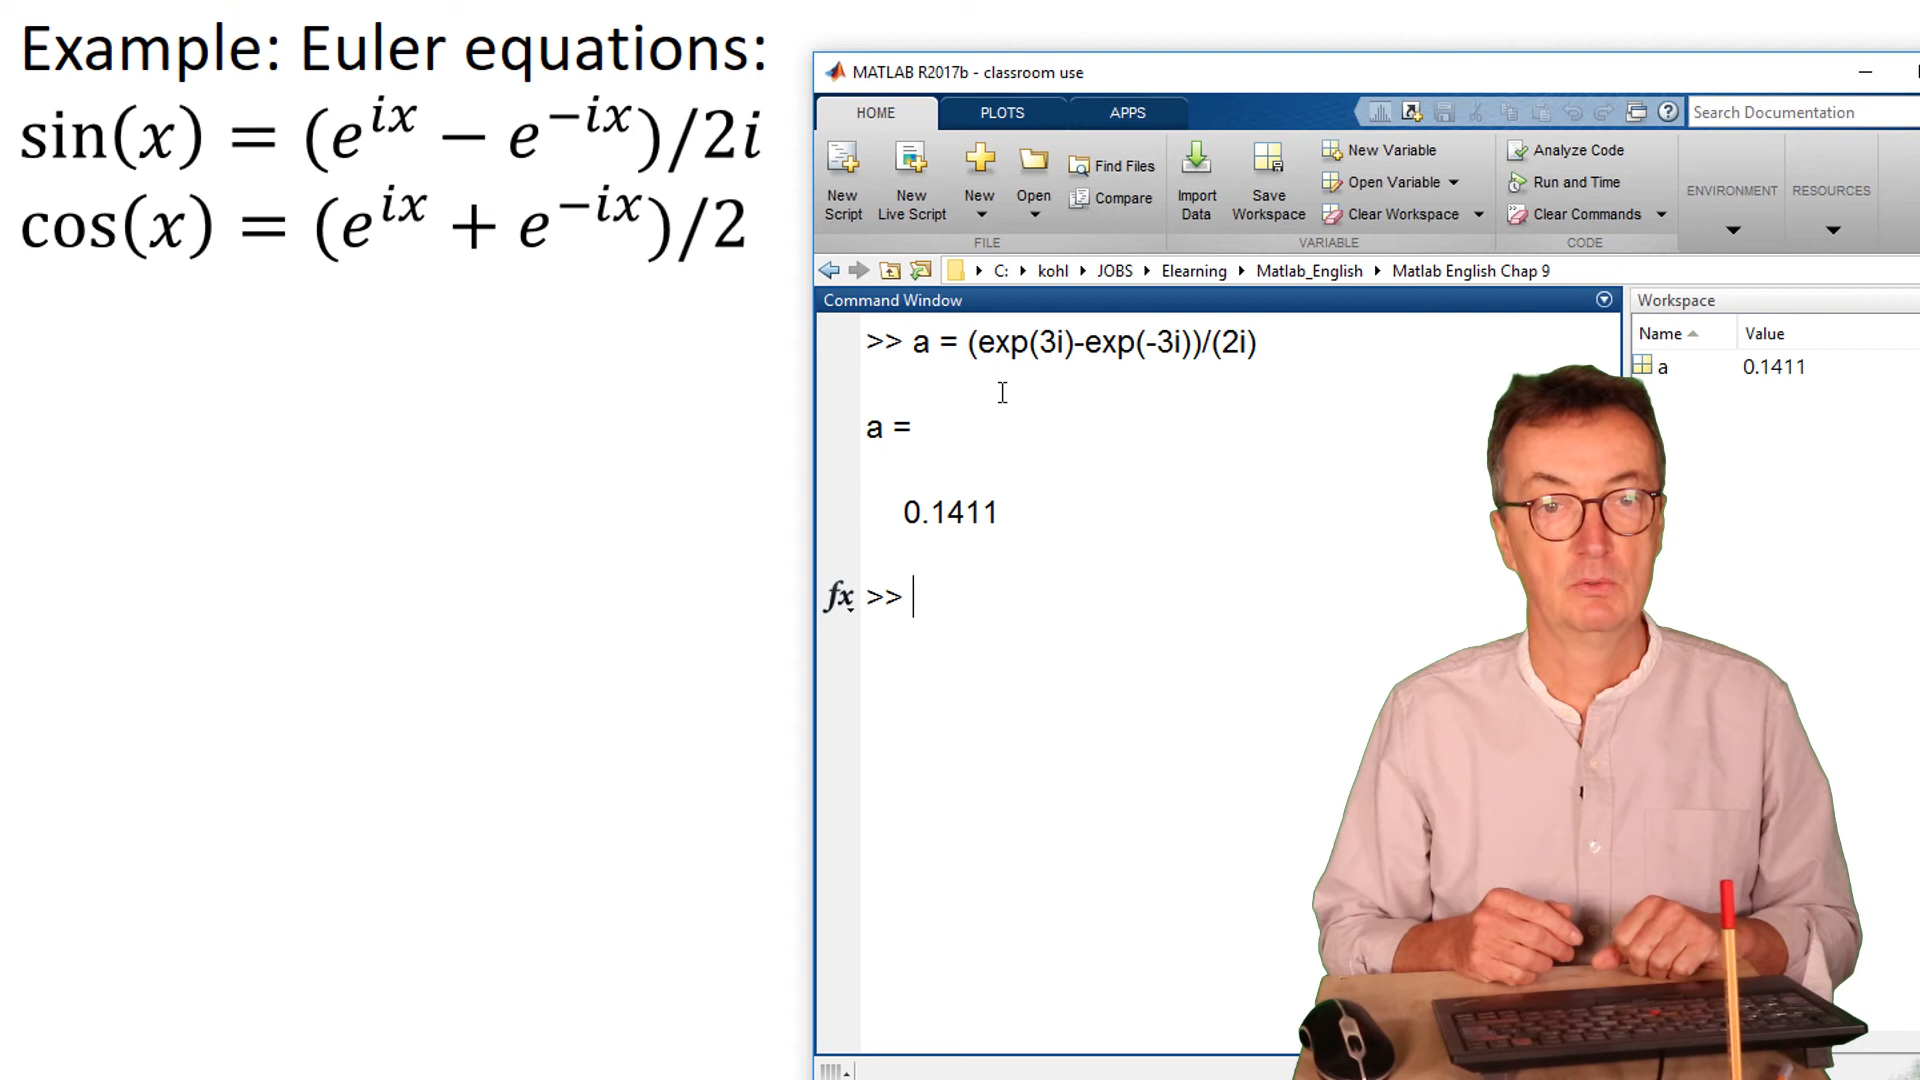 Example: Euler equations:
sin(x) = (e^{ix} − e^{−ix})/2i
cos(x) = (e^{ix} + e^{−ix})/2
MATLAB R2017b - classroom use
HOME PLOTS APPS
Search Documentation
New Script
New Live Script
New
Open
Find Files
Compare
Import Data
Save Workspace
New Variable
Open Variable
Clear Workspace
Analyze Code
Run and Time
Clear Commands
ENVIRONMENT
RESOURCES
FILE VARIABLE CODE
C: kohl JOBS Elearning Matlab_English Matlab English Chap 9
Command Window
>> a = (exp(3i)-exp(-3i))/(2i)
a =
0.1411
fx >>
Workspace
Name Value
a 0.1411